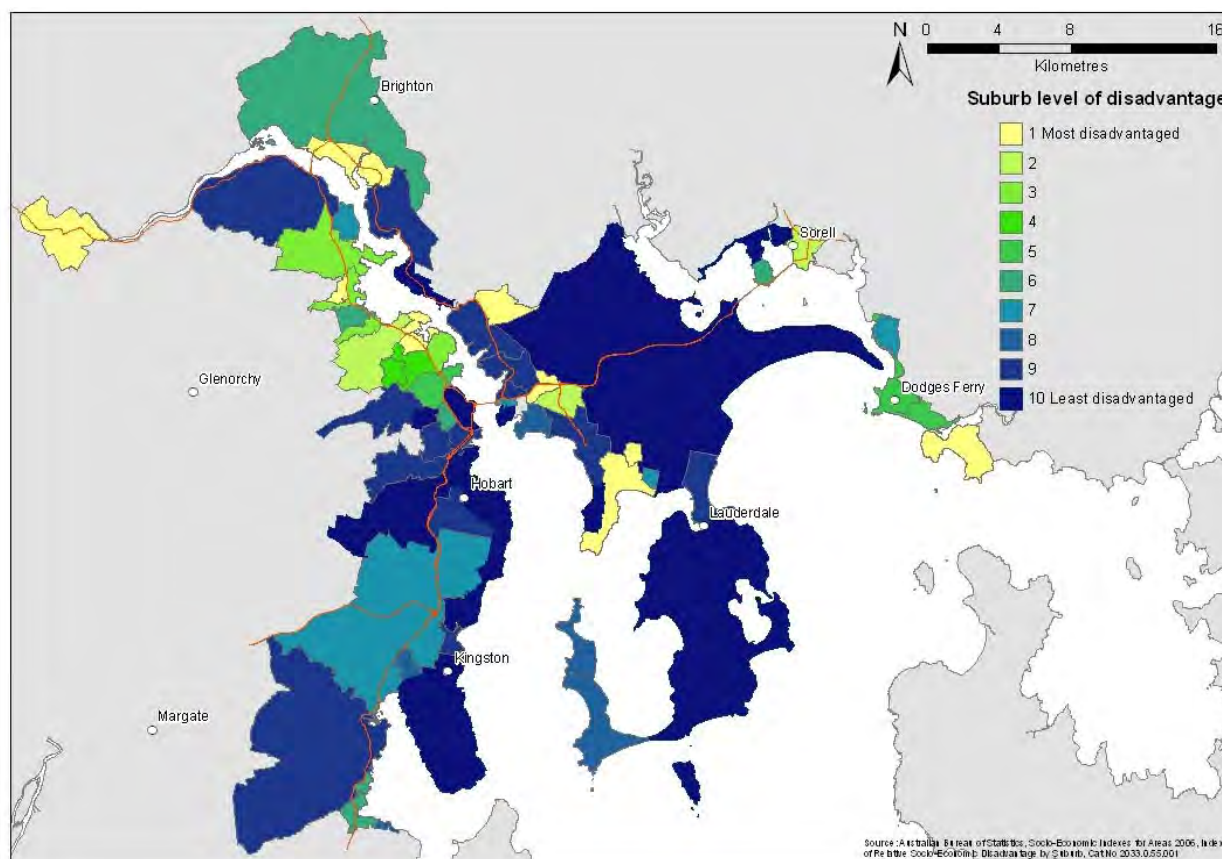 N
0 4 8 16
Kilometres
Suburb level of disadvantage
1 Most disadvantaged
2
3
4
5
6
7
8
9
10 Least disadvantaged
Brighton
Sorell
Glenorchy
Dodges Ferry
Hobart
Lauderdale
Kingston
Margate
Source: Australian Bureau of Statistics, Socio-Economic Indexes for Areas 2006, Index
of Relative Socio-Economic Disadvantage by Suburb, Cat No 2033.0.55.001